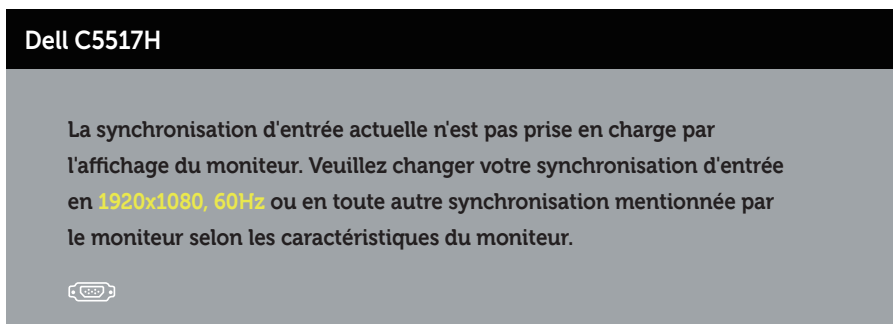 Dell C5517H
La synchronisation d'entrée actuelle n'est pas prise en charge par
l'affichage du moniteur. Veuillez changer votre synchronisation d'entrée
en 1920x1080, 60Hz ou en toute autre synchronisation mentionnée par
le moniteur selon les caractéristiques du moniteur.